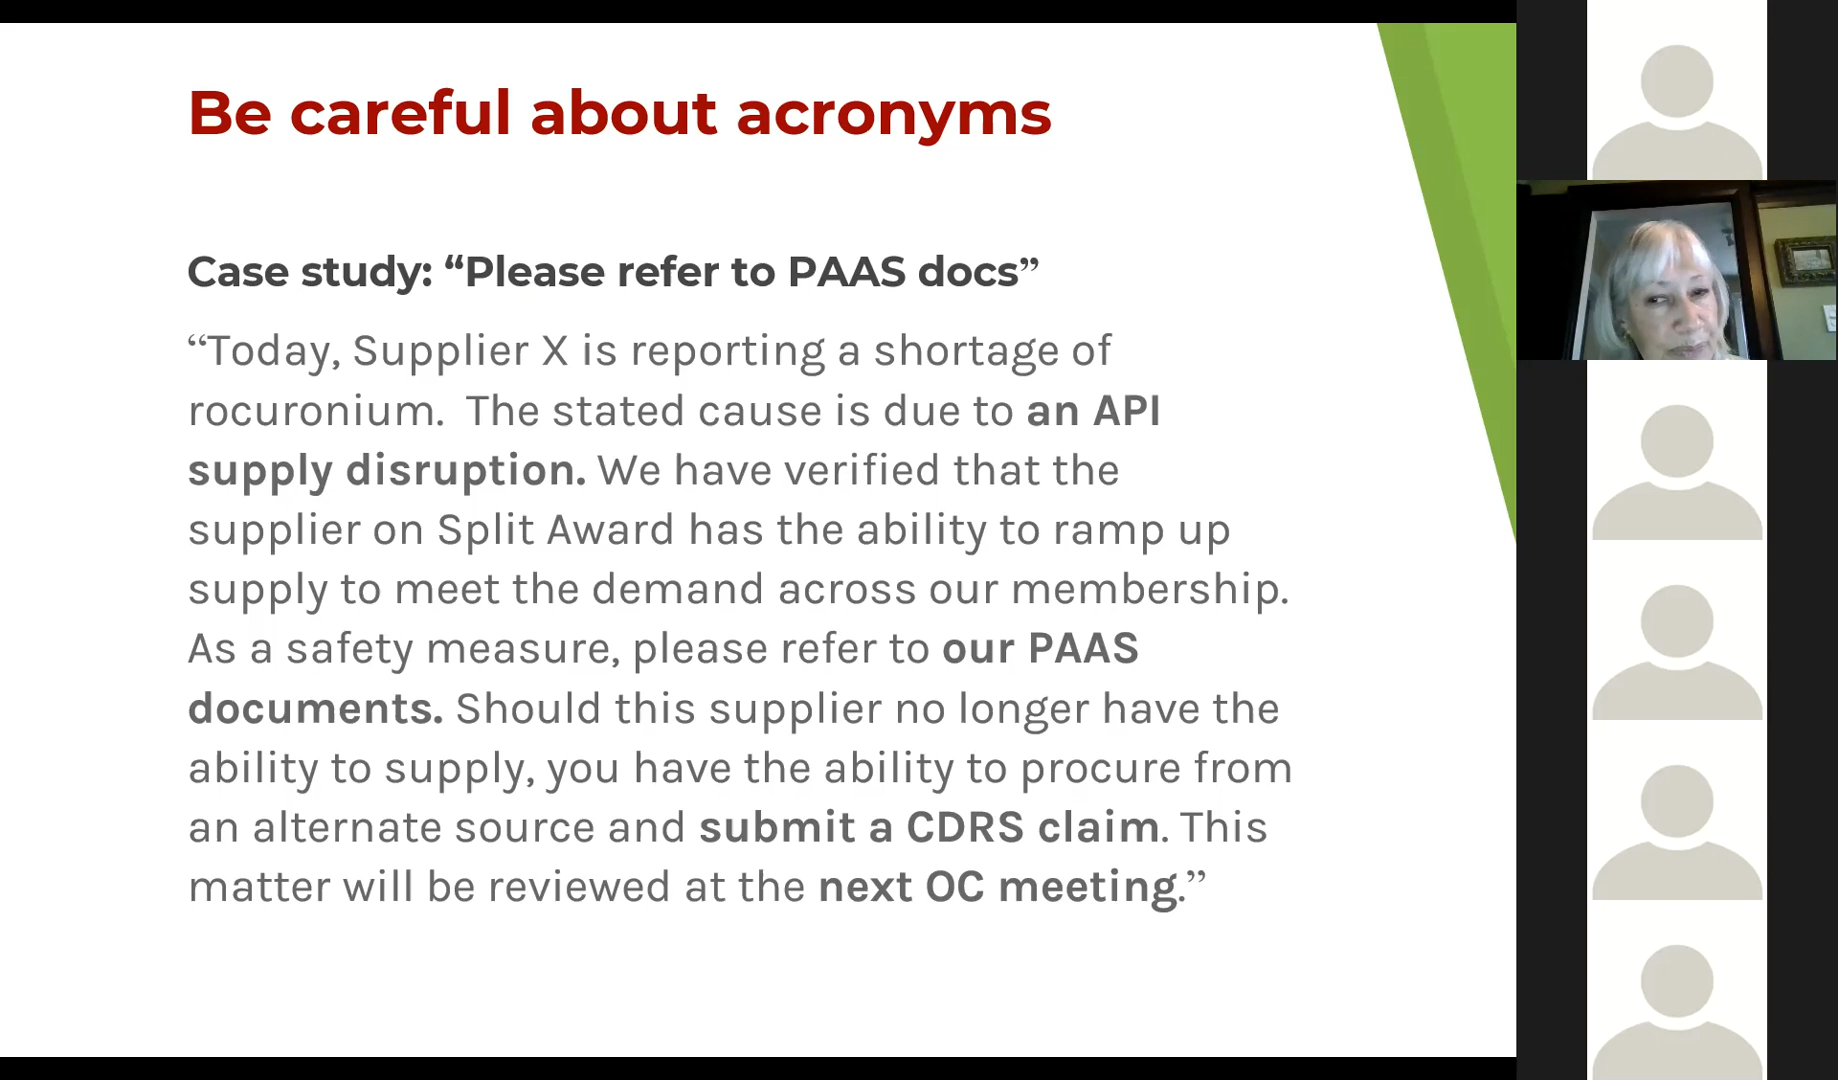 Be careful about acronyms
Case study: “Please refer to PAAS docs”
“Today, Supplier X is reporting a shortage of
rocuronium.  The stated cause is due to an API
supply disruption. We have verified that the
supplier on Split Award has the ability to ramp up
supply to meet the demand across our membership.
As a safety measure, please refer to our PAAS
documents. Should this supplier no longer have the
ability to supply, you have the ability to procure from
an alternate source and submit a CDRS claim. This
matter will be reviewed at the next OC meeting.”